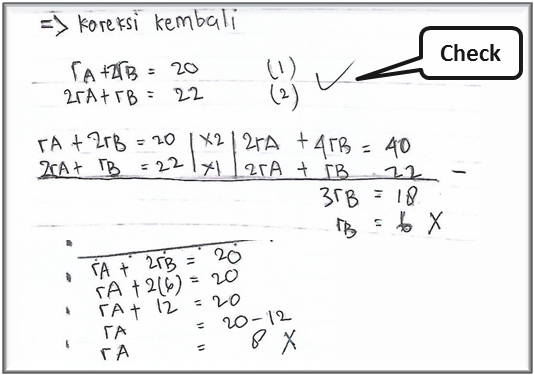 => koreksi kembali
rA + 2rB = 20 (1) ✓ Check
2rA + rB = 22 (2)
rA + 2rB = 20 | x2 | 2rA + 4rB = 40
2rA + rB = 22 | x1 | 2rA + rB 22 –
3rB = 18
rB = 6 X
rA + 2rB = 20
rA + 2(6) = 20
rA + 12 = 20
rA = 20 - 12
rA = 8 X